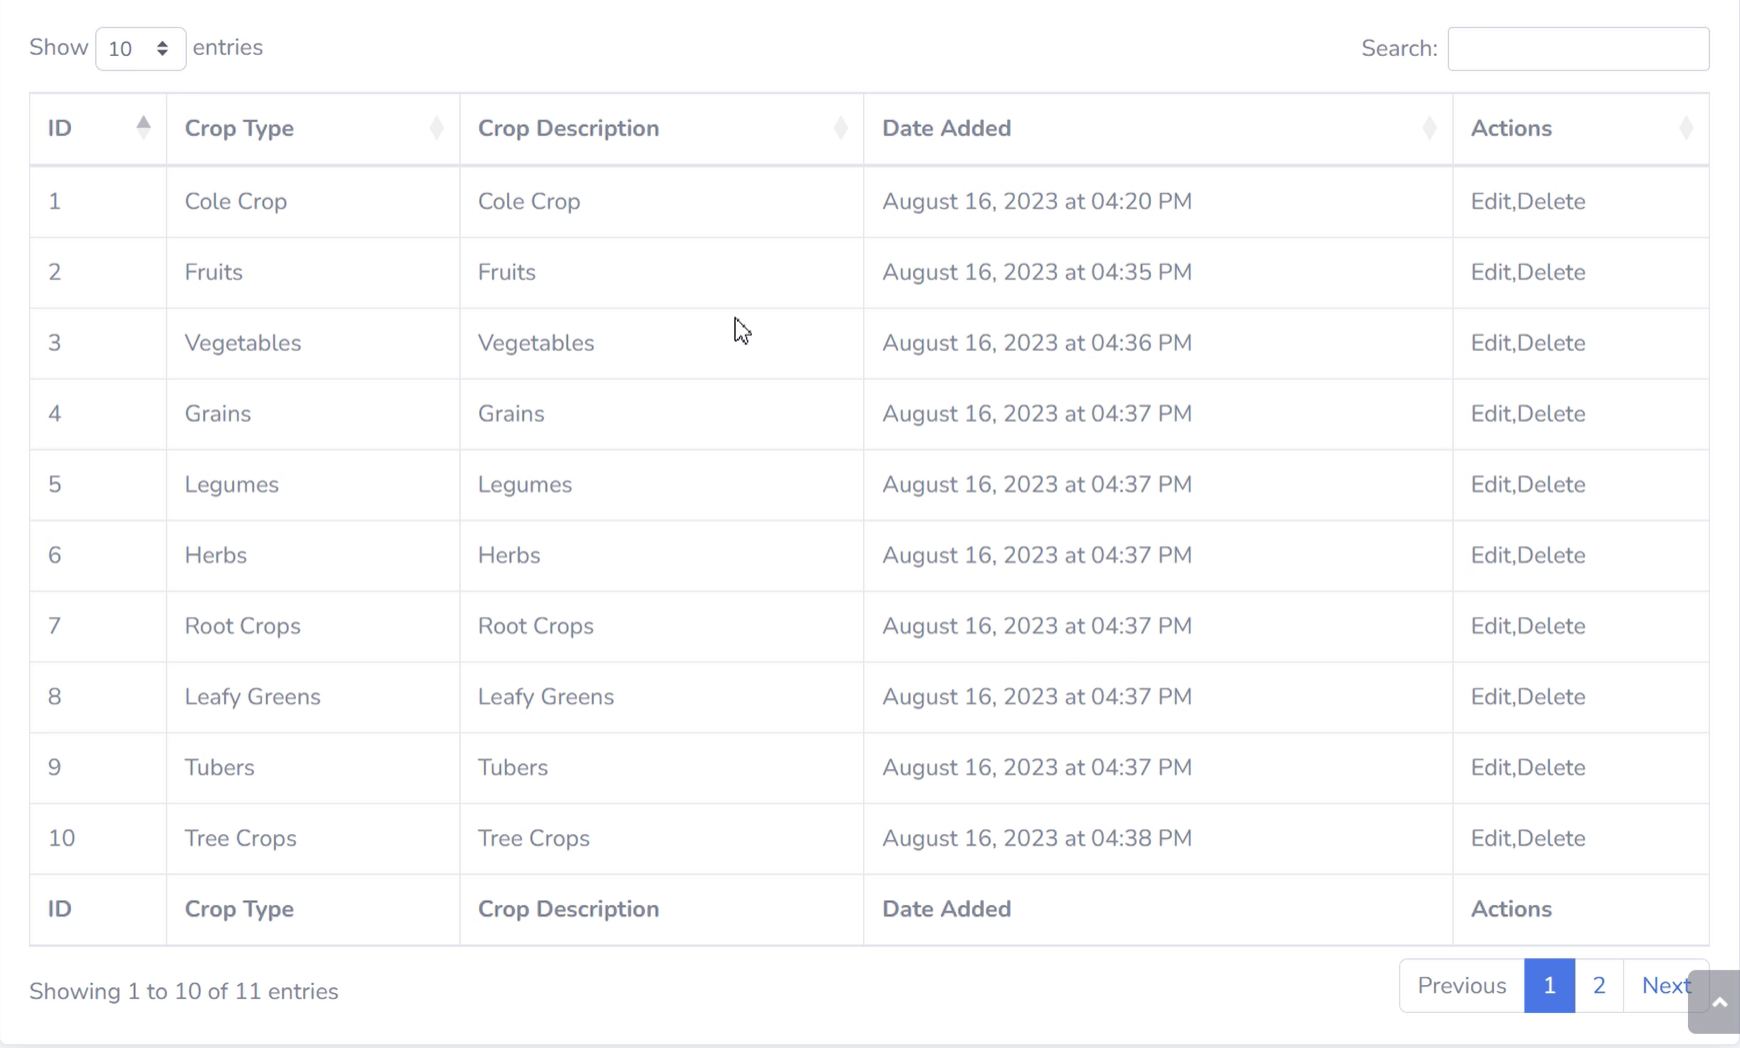 Show 10 entries Search:
ID Crop Type Crop Description Date Added Actions
1 Cole Crop Cole Crop August 16, 2023 at 04:20 PM Edit,Delete
2 Fruits Fruits August 16, 2023 at 04:35 PM Edit,Delete
3 Vegetables Vegetables August 16, 2023 at 04:36 PM Edit,Delete
4 Grains Grains August 16, 2023 at 04:37 PM Edit,Delete
5 Legumes Legumes August 16, 2023 at 04:37 PM Edit,Delete
6 Herbs Herbs August 16, 2023 at 04:37 PM Edit,Delete
7 Root Crops Root Crops August 16, 2023 at 04:37 PM Edit,Delete
8 Leafy Greens Leafy Greens August 16, 2023 at 04:37 PM Edit,Delete
9 Tubers Tubers August 16, 2023 at 04:37 PM Edit,Delete
10 Tree Crops Tree Crops August 16, 2023 at 04:38 PM Edit,Delete
ID Crop Type Crop Description Date Added Actions
Showing 1 to 10 of 11 entries Previous 1 2 Next